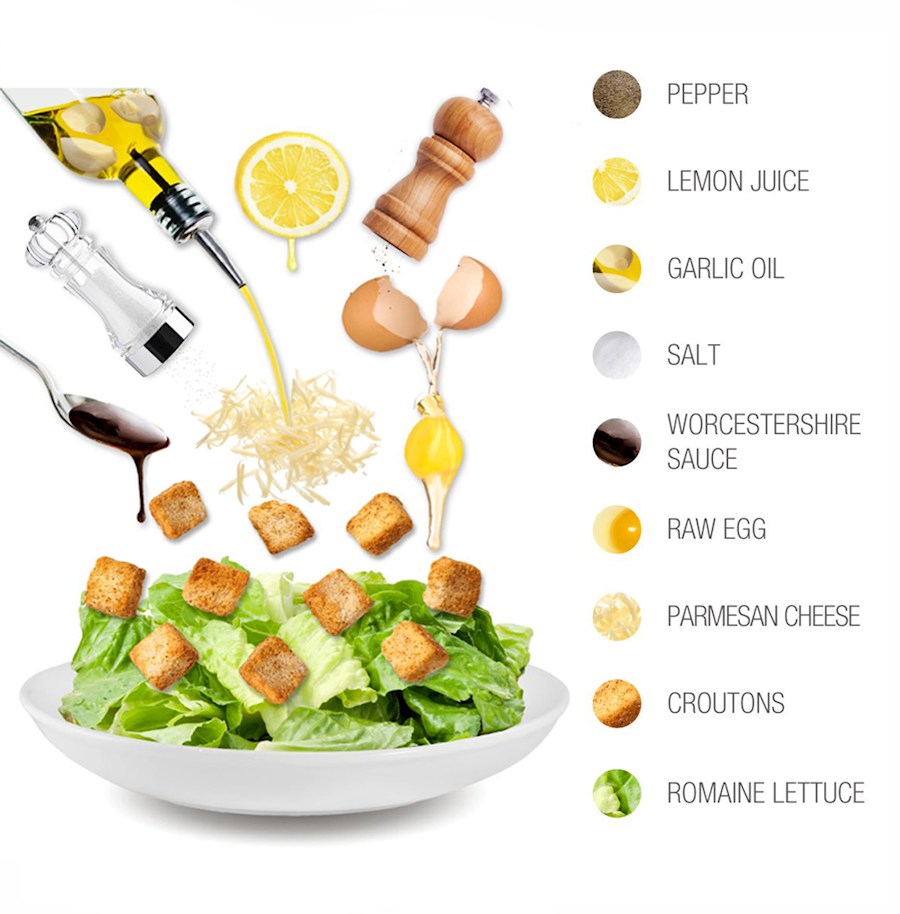 PEPPER
LEMON JUICE
GARLIC OIL
SALT
WORCESTERSHIRE
SAUCE
RAW EGG
PARMESAN CHEESE
CROUTONS
ROMAINE LETTUCE